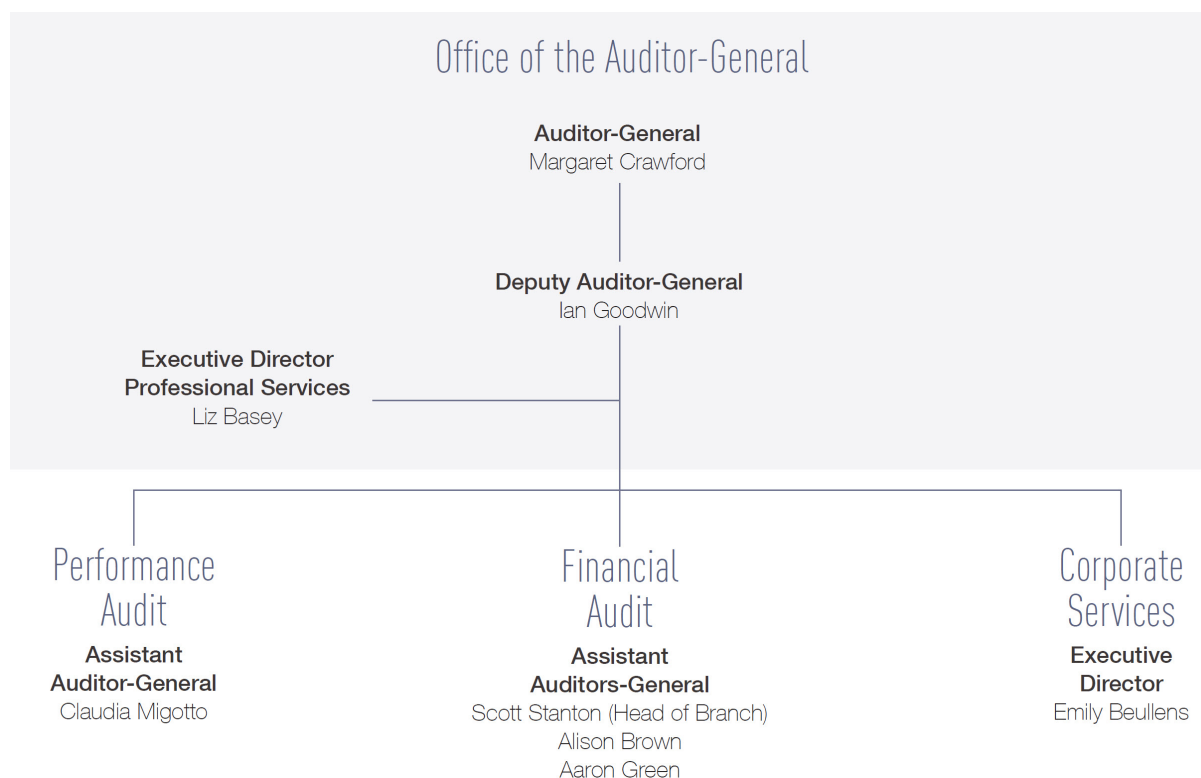 Office of the Auditor-General
Auditor-General
Margaret Crawford
Deputy Auditor-General
Ian Goodwin
Executive Director
Professional Services
Liz Basey
Performance
Audit
Assistant
Auditor-General
Claudia Migotto
Financial
Audit
Assistant
Auditors-General
Scott Stanton (Head of Branch)
Alison Brown
Aaron Green
Corporate
Services
Executive
Director
Emily Beullens